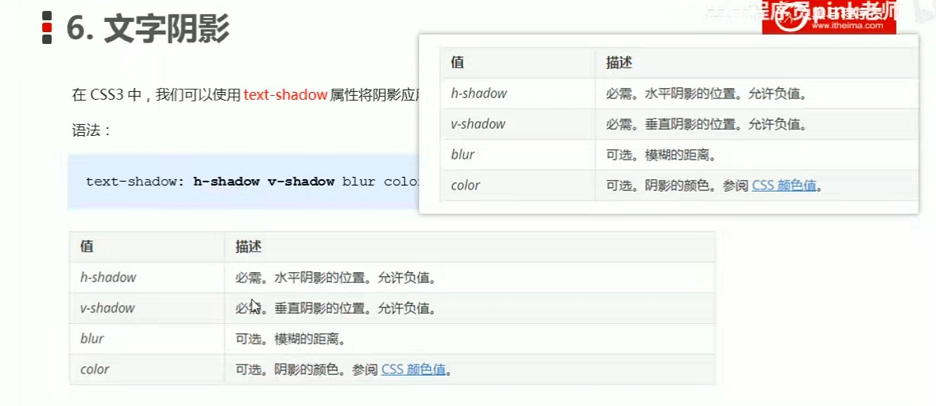 6. 文字阴影
程序员pink老师
www.itheima.com
在 CSS3 中，我们可以使用 text-shadow 属性将阴影应
语法：
text-shadow: h-shadow v-shadow blur colo
值 描述
h-shadow 必需。水平阴影的位置。允许负值。
v-shadow 必需。垂直阴影的位置。允许负值。
blur 可选。模糊的距离。
color 可选。阴影的颜色。参阅 CSS 颜色值。
值 描述
h-shadow 必需。水平阴影的位置。允许负值。
v-shadow 必需。垂直阴影的位置。允许负值。
blur 可选。模糊的距离。
color 可选。阴影的颜色。参阅 CSS 颜色值。